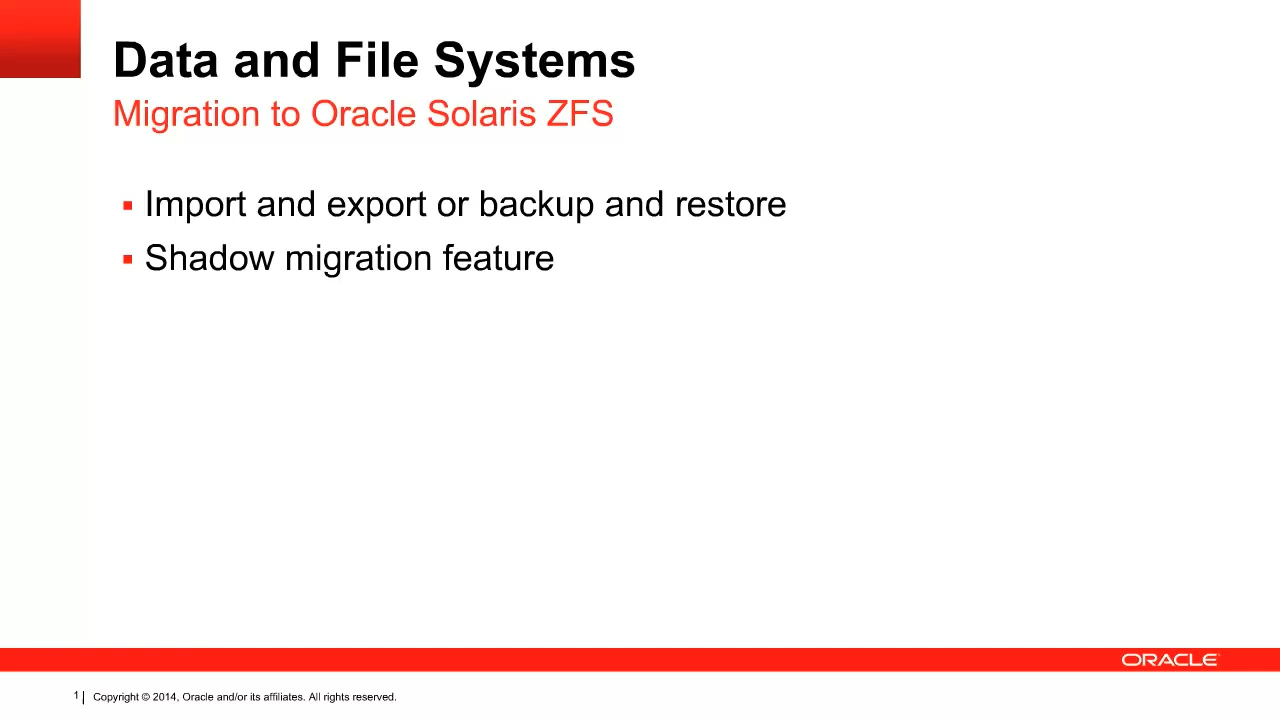 Data and File Systems
Migration to Oracle Solaris ZFS
▪ Import and export or backup and restore
▪ Shadow migration feature
ORACLE
1 | Copyright © 2014, Oracle and/or its affiliates. All rights reserved.